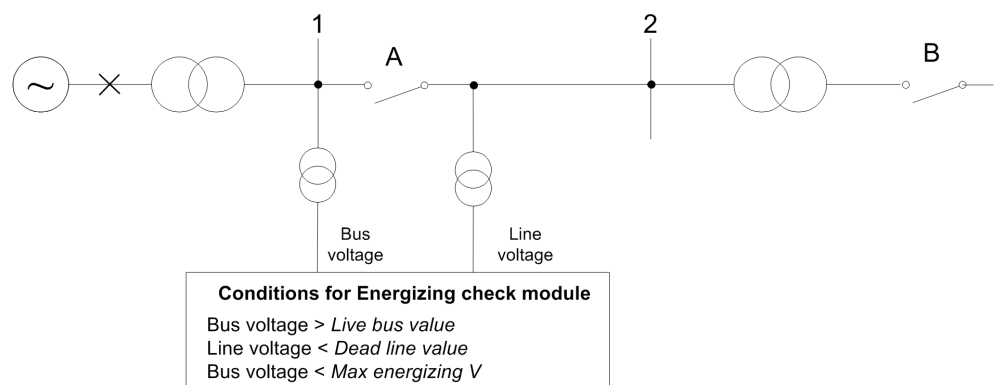 1
2
A
B
Bus
voltage
Line
voltage
Conditions for Energizing check module
Bus voltage > Live bus value
Line voltage < Dead line value
Bus voltage < Max energizing V